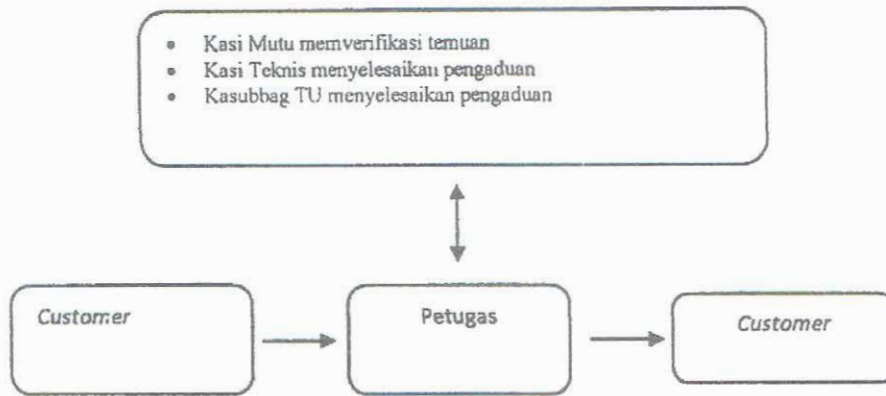 • Kasi Mutu memverifikasi temuan
• Kasi Teknis menyelesaikan pengaduan
• Kasubbag TU menyelesaikan pengaduan
Customer
Petugas
Customer